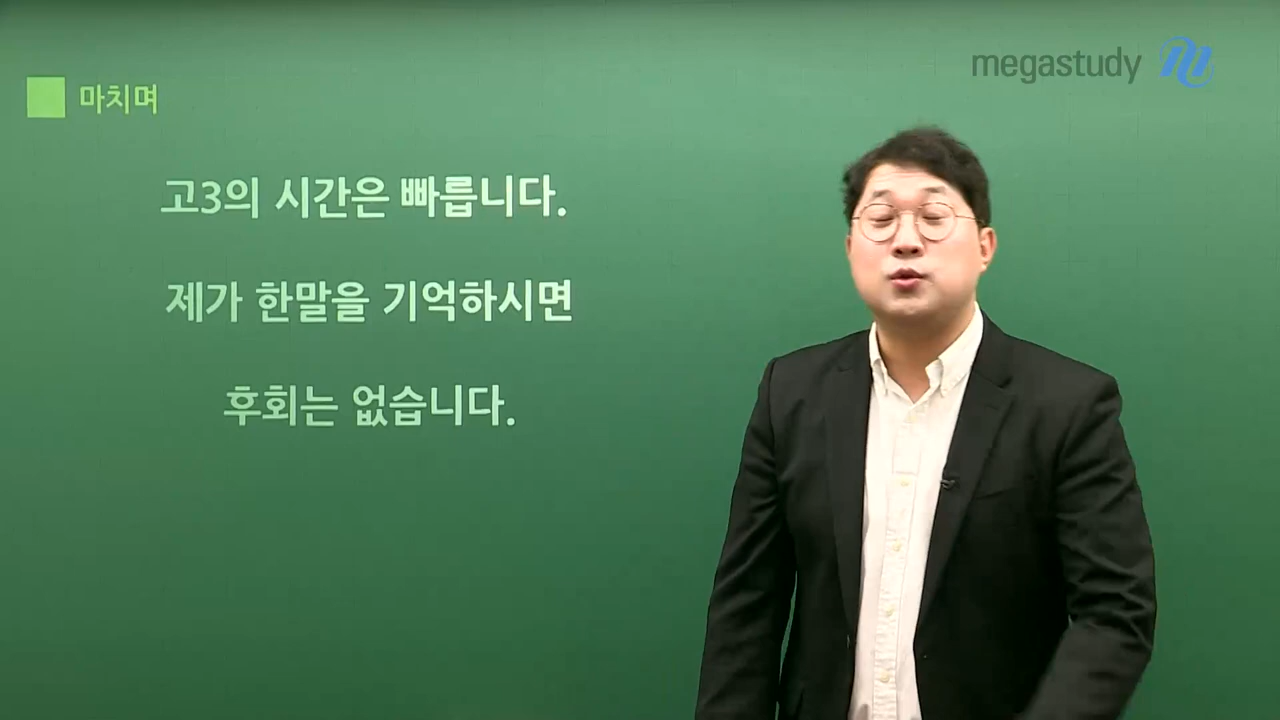 megastudy
마치며
고3의 시간은 빠릅니다.
제가 한말을 기억하시면
후회는 없습니다.